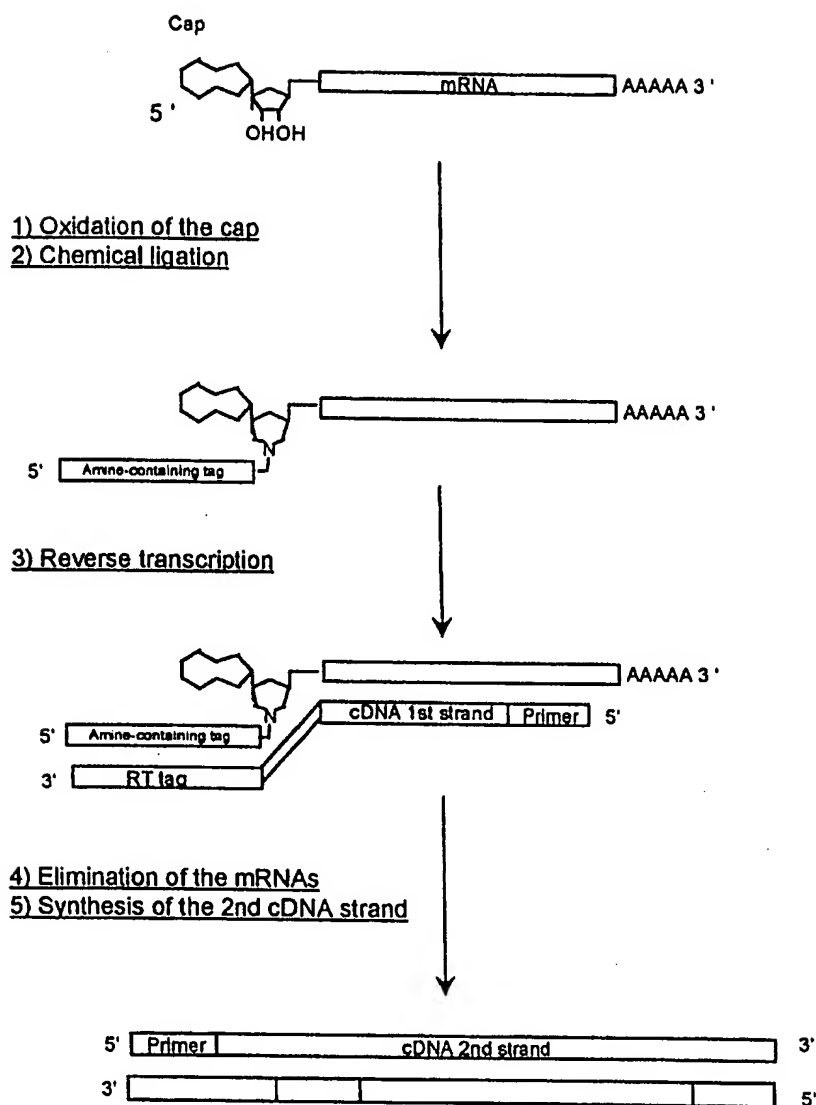 Cap
mRNA AAAAA 3 '
5 '
OHOH
1) Oxidation of the cap
2) Chemical ligation
AAAAA 3 '
N
5' Amine-containing tag
3) Reverse transcription
AAAAA 3 '
N
cDNA 1st strand Primer 5'
5' Amine-containing tag
3' RT tag
4) Elimination of the mRNAs
5) Synthesis of the 2nd cDNA strand
5' Primer cDNA 2nd strand 3'
3' 5'